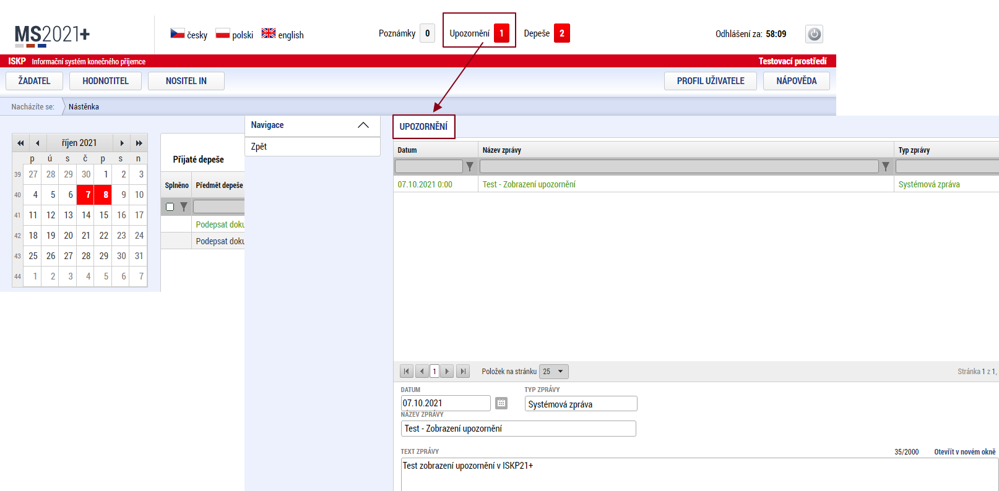 MS2021+
česky polski english
Poznámky 0 Upozornění 1 Depeše 2
Odhlášení za: 58:09
ISKP Informační systém konečného příjemce
Testovací prostředí
ŽADATEL HODNOTITEL NOSITEL IN PROFIL UŽIVATELE NÁPOVĚDA
Nacházíte se: Nástěnka
říjen 2021
p ú s č p s n
39 27 28 29 30 1 2 3
40 4 5 6 7 8 9 10
41 11 12 13 14 15 16 17
42 18 19 20 21 22 23 24
43 25 26 27 28 29 30 31
44 1 2 3 4 5 6 7
Přijaté depeše
Splněno Předmět depeše
Podepsat doku
Podepsat doku
Navigace
Zpět
UPOZORNĚNÍ
Datum Název zprávy Typ zprávy
07.10.2021 0:00 Test - Zobrazení upozornění Systémová zpráva
1 Položek na stránku 25 Stránka 1 z 1,
DATUM TYP ZPRÁVY
07.10.2021 Systémová zpráva
NÁZEV ZPRÁVY
Test - Zobrazení upozornění
TEXT ZPRÁVY 35/2000 Otevřít v novém okně
Test zobrazení upozornění v ISKP21+